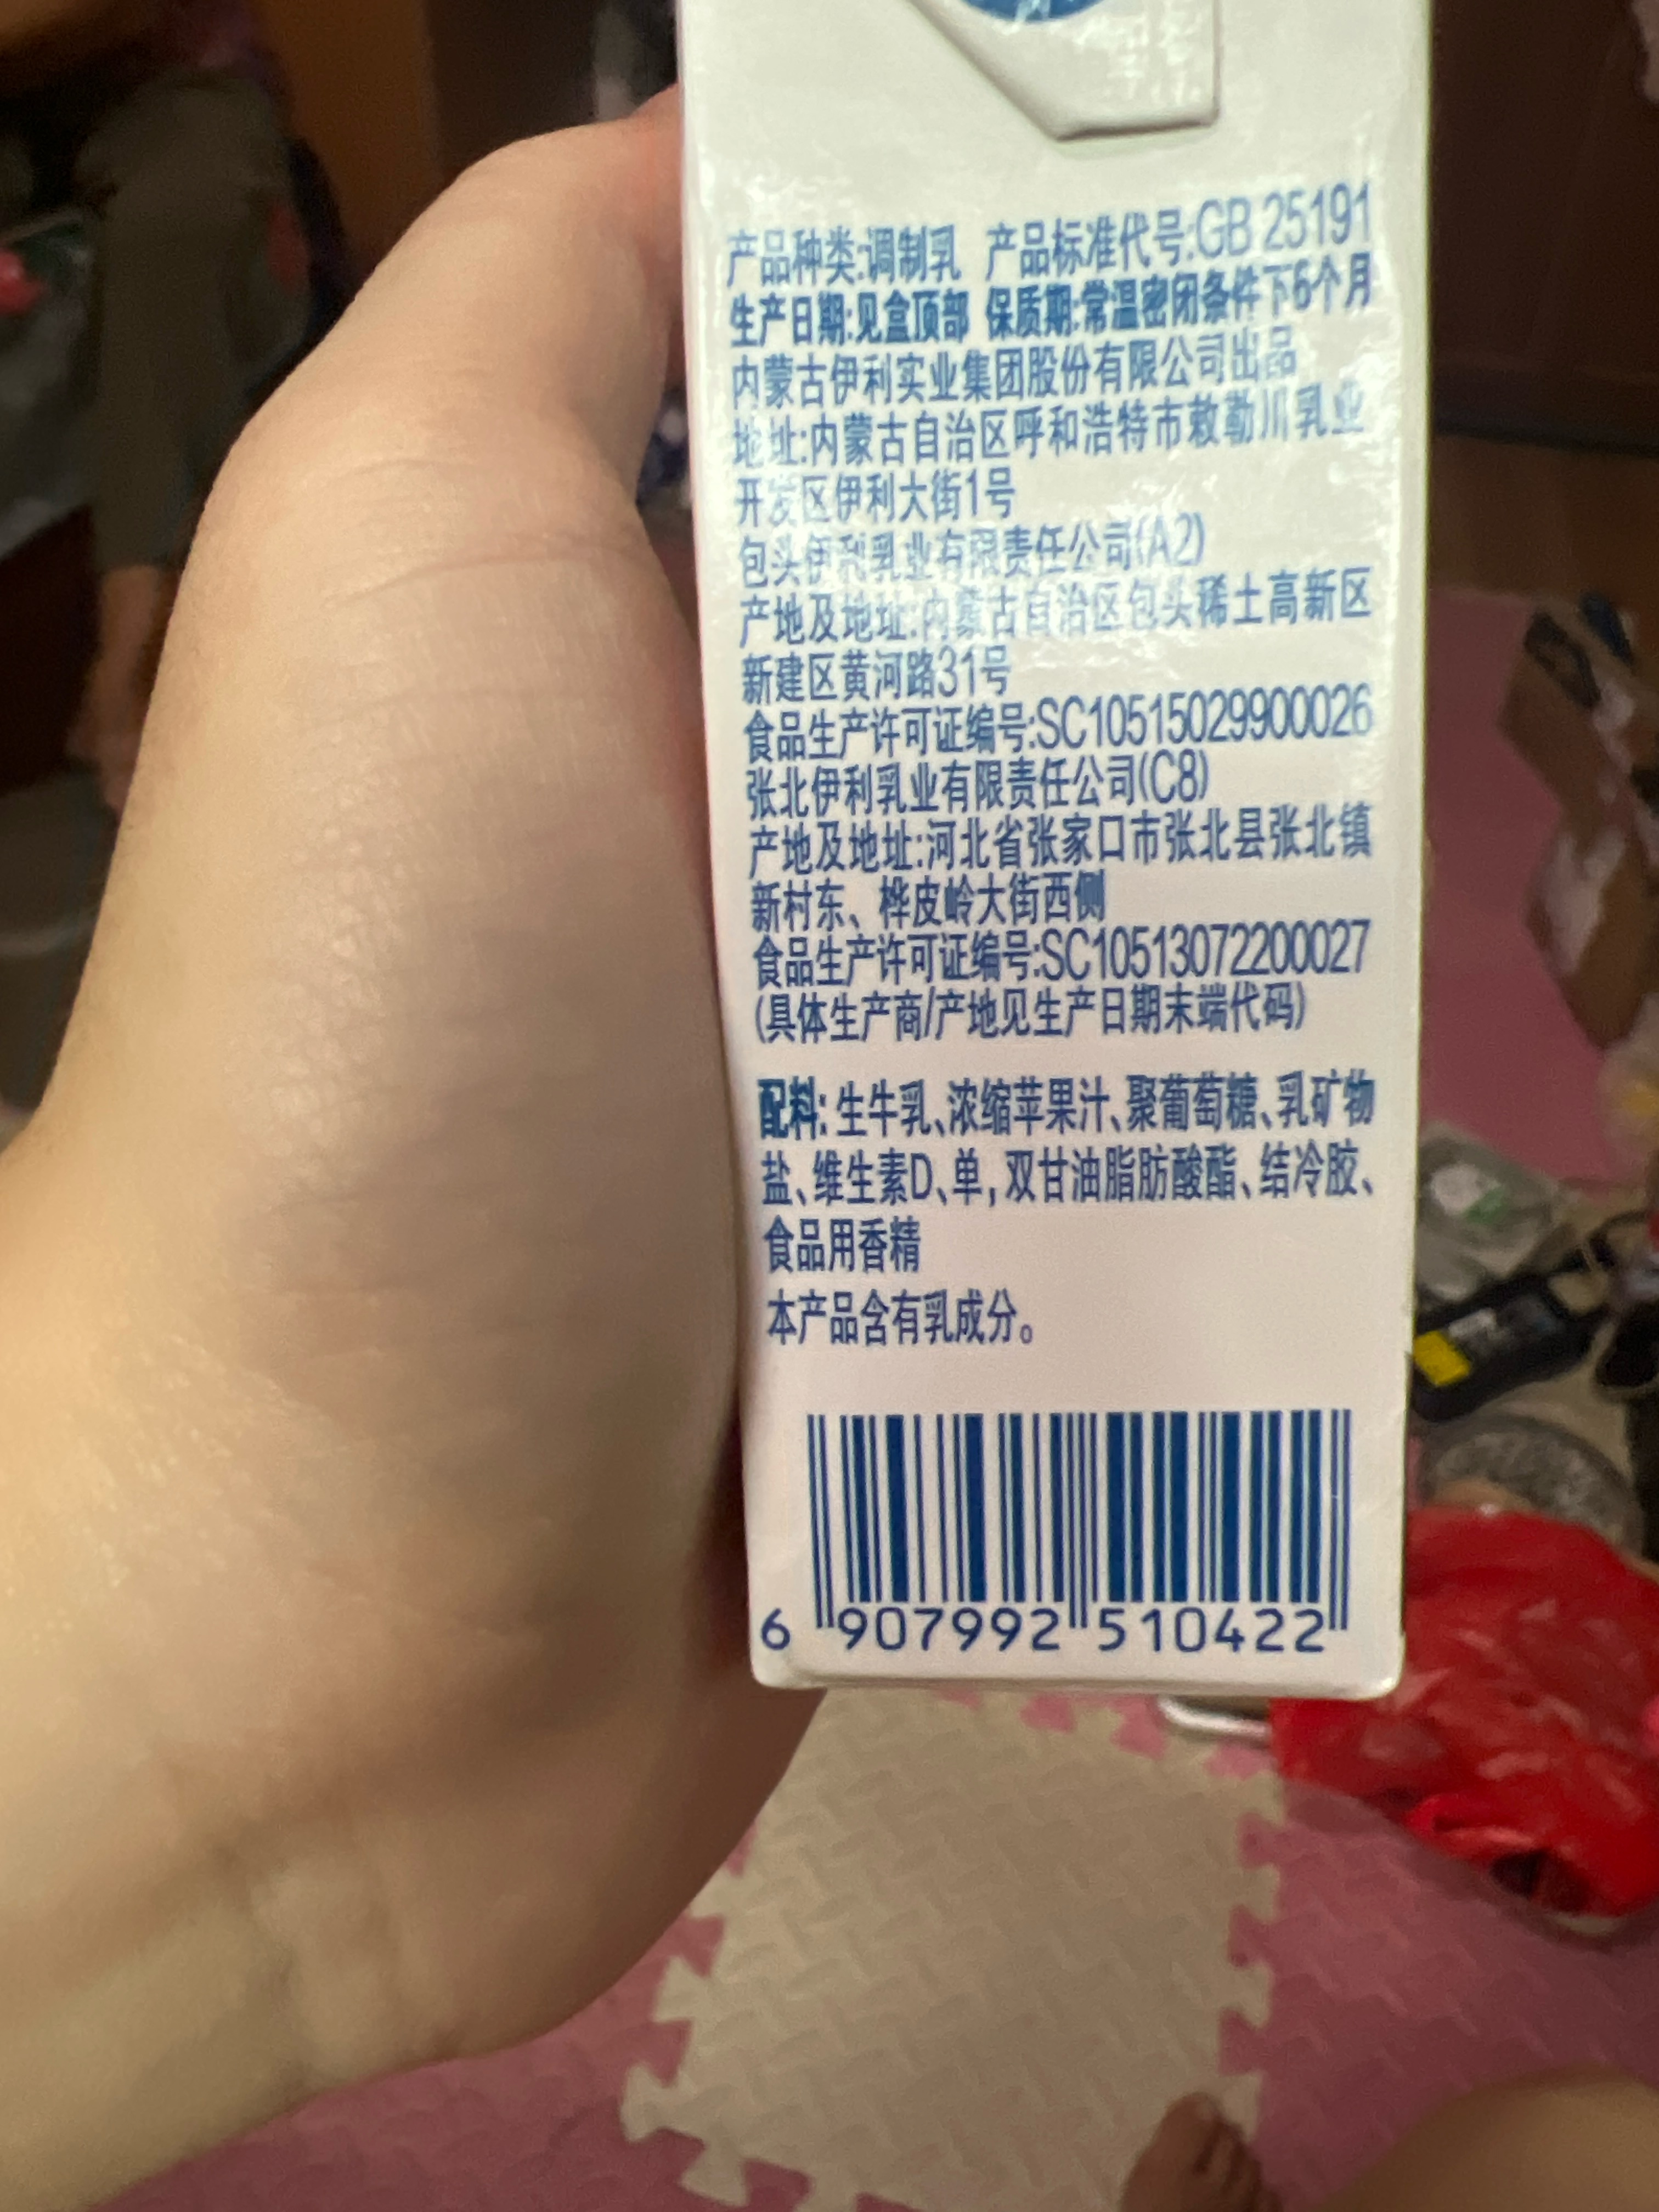 产品种类:调制乳 产品标准代号:GB 25191
生产日期:见盒顶部 保质期:常温密闭条件下6个月
内蒙古伊利实业集团股份有限公司出品
地址:内蒙古自治区呼和浩特市敕勒川乳业
开发区伊利大街1号
包头伊利乳业有限责任公司(A2)
产地及地址:内蒙古自治区包头稀土高新区
新建区黄河路31号
食品生产许可证编号:SC10515029900026
张北伊利乳业有限责任公司(C8)
产地及地址:河北省张家口市张北县张北镇
新村东、桦皮岭大街西侧
食品生产许可证编号:SC10513072200027
(具体生产商/产地见生产日期末端代码)
配料: 生牛乳、浓缩苹果汁、聚葡萄糖、乳矿物
盐、维生素D、单,双甘油脂肪酸酯、结冷胶、
食品用香精
本产品含有乳成分。
6 907992 510422